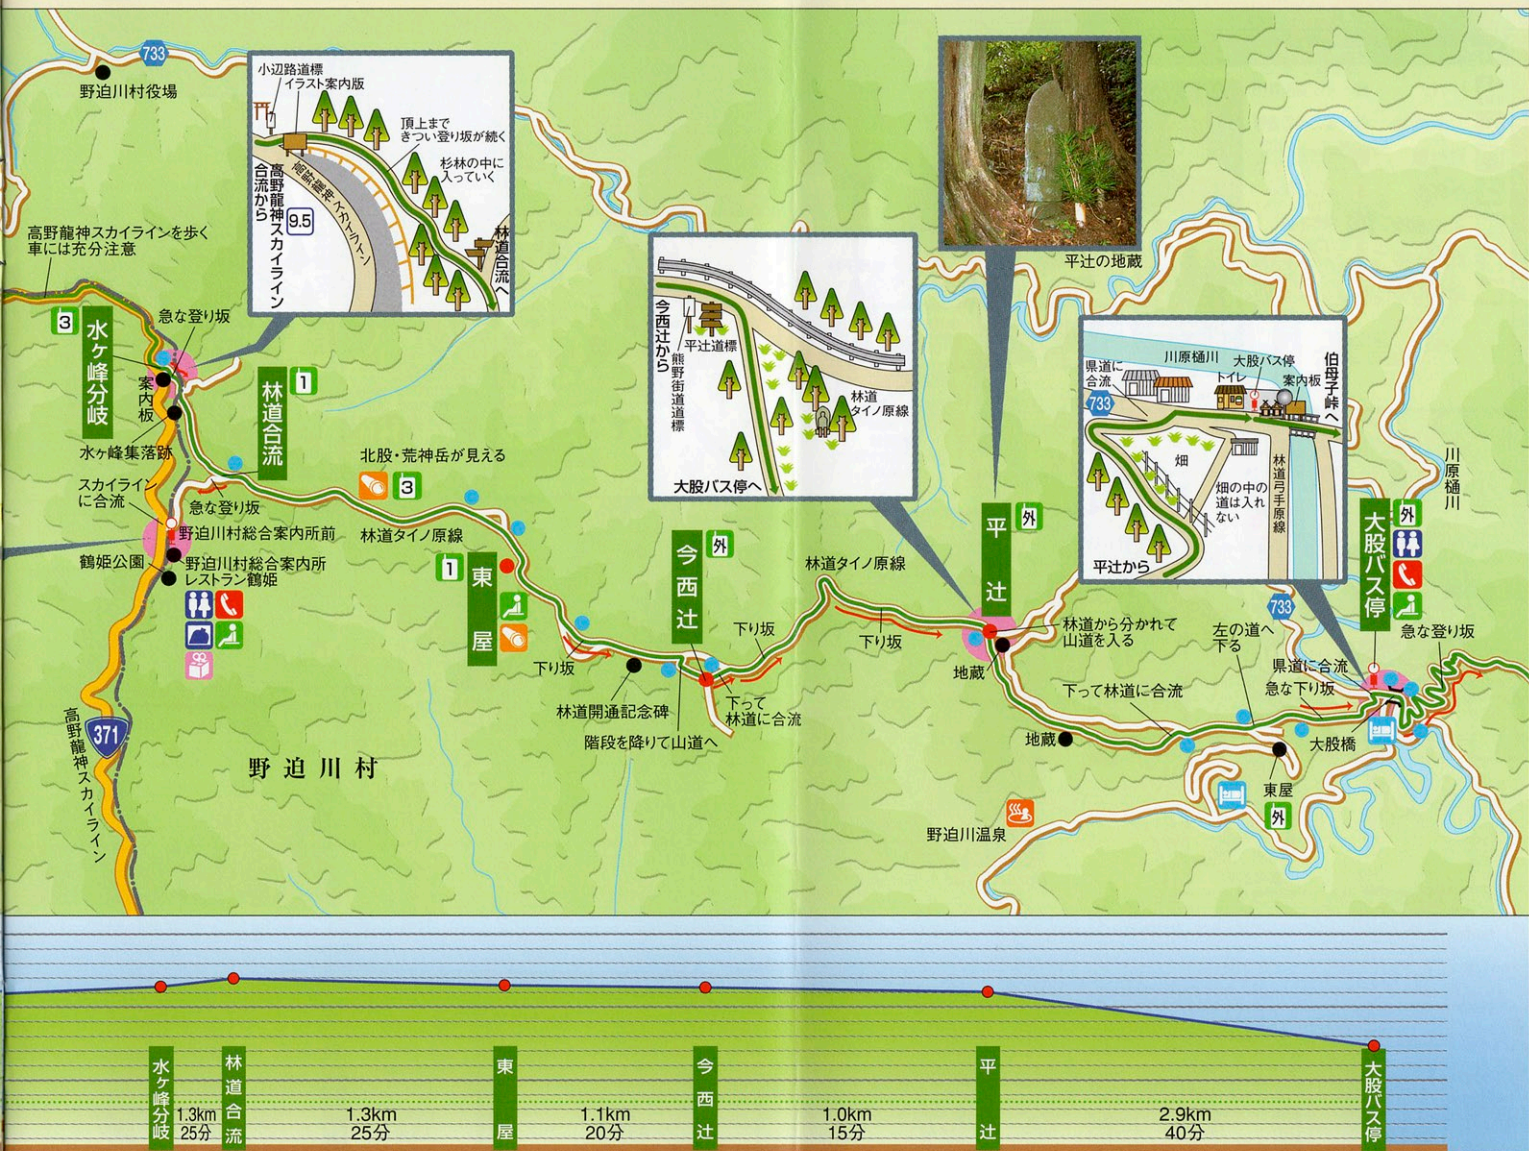 733
野迫川村役場
小辺路道標
イラスト案内版
頂上まで
きつい登り坂が続く
杉林の中に
入っていく
高野龍神スカイライン
合流から
9.5
高野龍神スカイライン
林道合流へ
高野龍神スカイラインを歩く
車には充分注意
3
水ヶ峰分岐
急な登り坂
案内板
水ヶ峰集落跡
林道合流
1
スカイライン
に合流
急な登り坂
野迫川村総合案内所前
鶴姫公園
野迫川村総合案内所
レストラン鶴姫
北股・荒神岳が見える
3
林道タイノ原線
1
東屋
371
高野龍神スカイライン
野迫川村
下り坂
林道開通記念碑
階段を降りて山道へ
今西辻
外
下り坂
下って
林道に合流
今西辻から
熊野街道道標
平辻道標
林道
タイノ原線
大股バス停へ
林道タイノ原線
下り坂
平辻の地蔵
平辻
外
林道から分かれて
山道を入る
地蔵
地蔵
下って林道に合流
左の道へ
下る
県道に
合流
733
川原樋川
大股バス停
トイレ
案内板
伯母子峠へ
畑
畑の中の
道は入れ
ない
林道弓手原線
平辻から
733
川原樋川
大股バス停
外
急な登り坂
県道に合流
急な下り坂
大股橋
東屋
外
野迫川温泉
水ヶ峰分岐
1.3km
25分
林道合流
1.3km
25分
東屋
1.1km
20分
今西辻
1.0km
15分
平辻
2.9km
40分
大股バス停